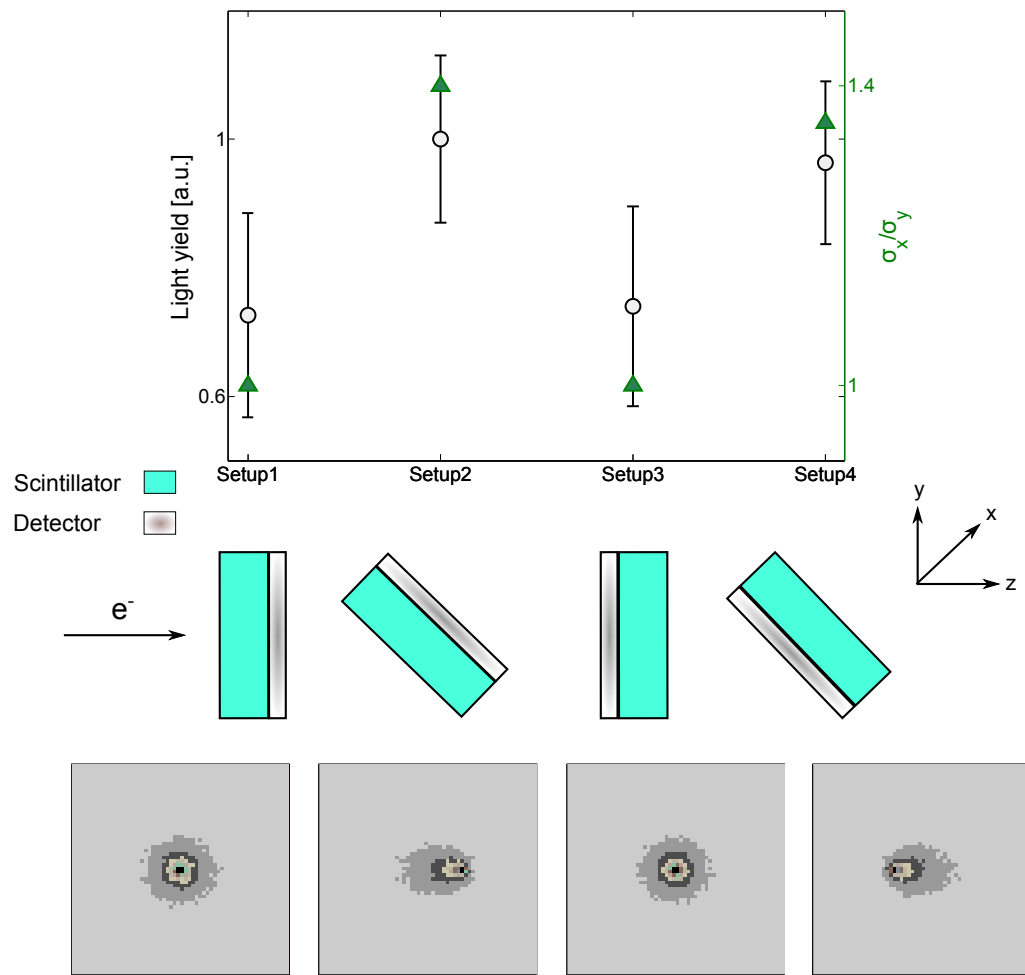 Light yield [a.u.]
1
0.6
1.4
1
σx/σy
Setup1 Setup2 Setup3 Setup4
Scintillator
Detector
e-
y
x
z